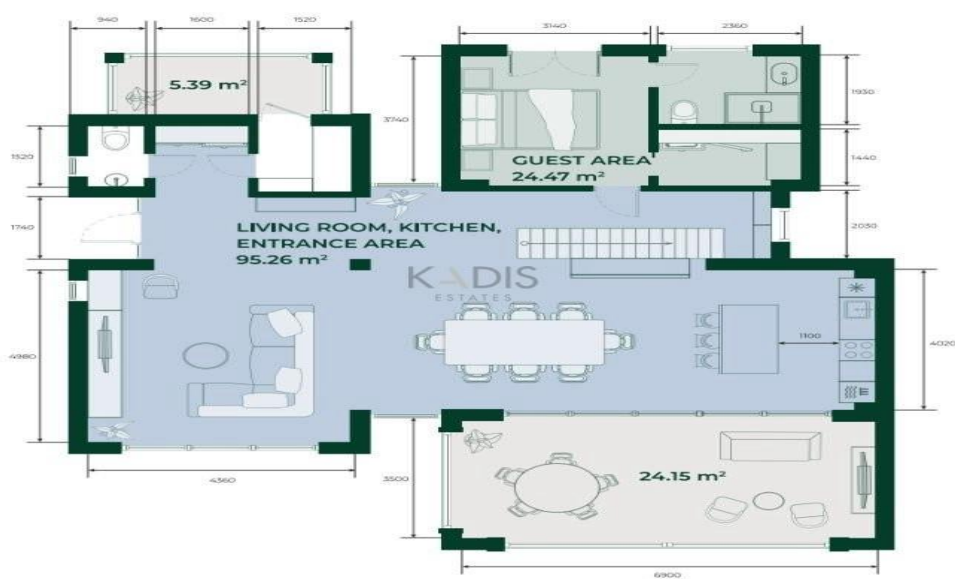 940
1600
1520
3140
2360
5.39 m²
3740
1930
1520
GUEST AREA
24.47 m²
1440
1740
LIVING ROOM, KITCHEN,
ENTRANCE AREA
95.26 m²
2030
KADIS
ESTATES
1100
4020
4980
4360
3500
24.15 m²
6900